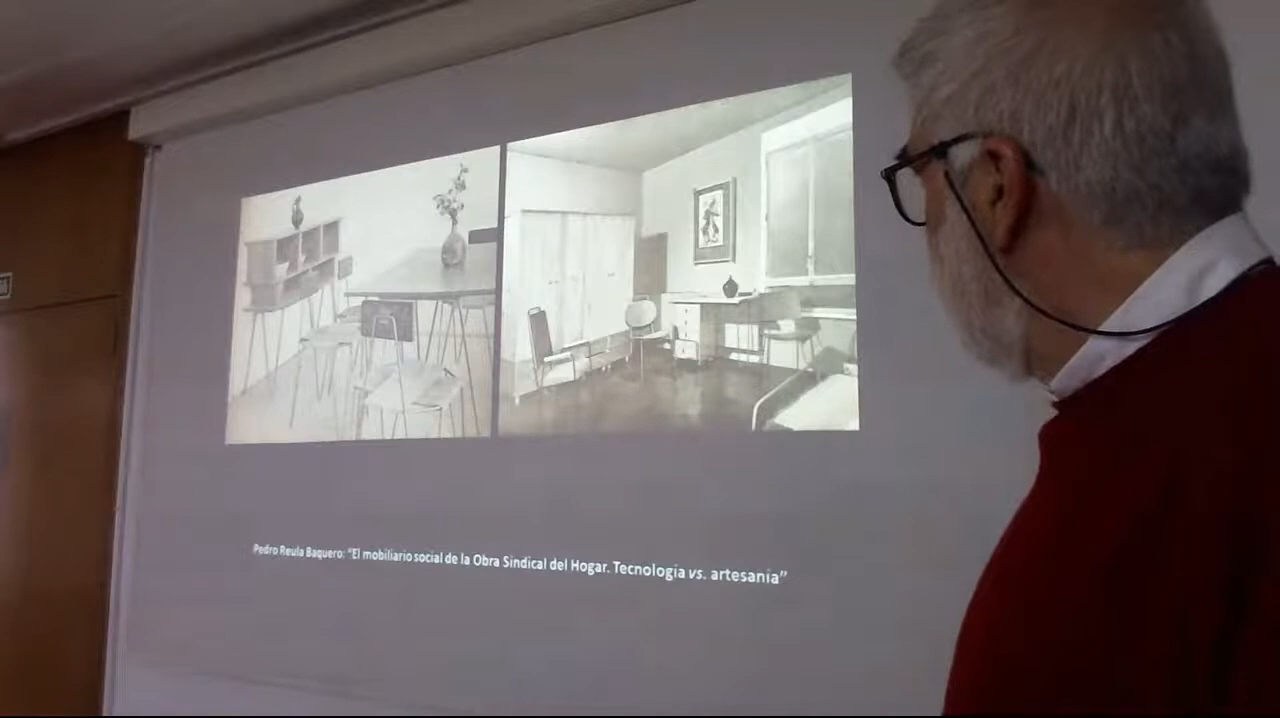 Pedro Reula Baquero: “El mobiliario social de la Obra Sindical del Hogar. Tecnología vs. artesanía”